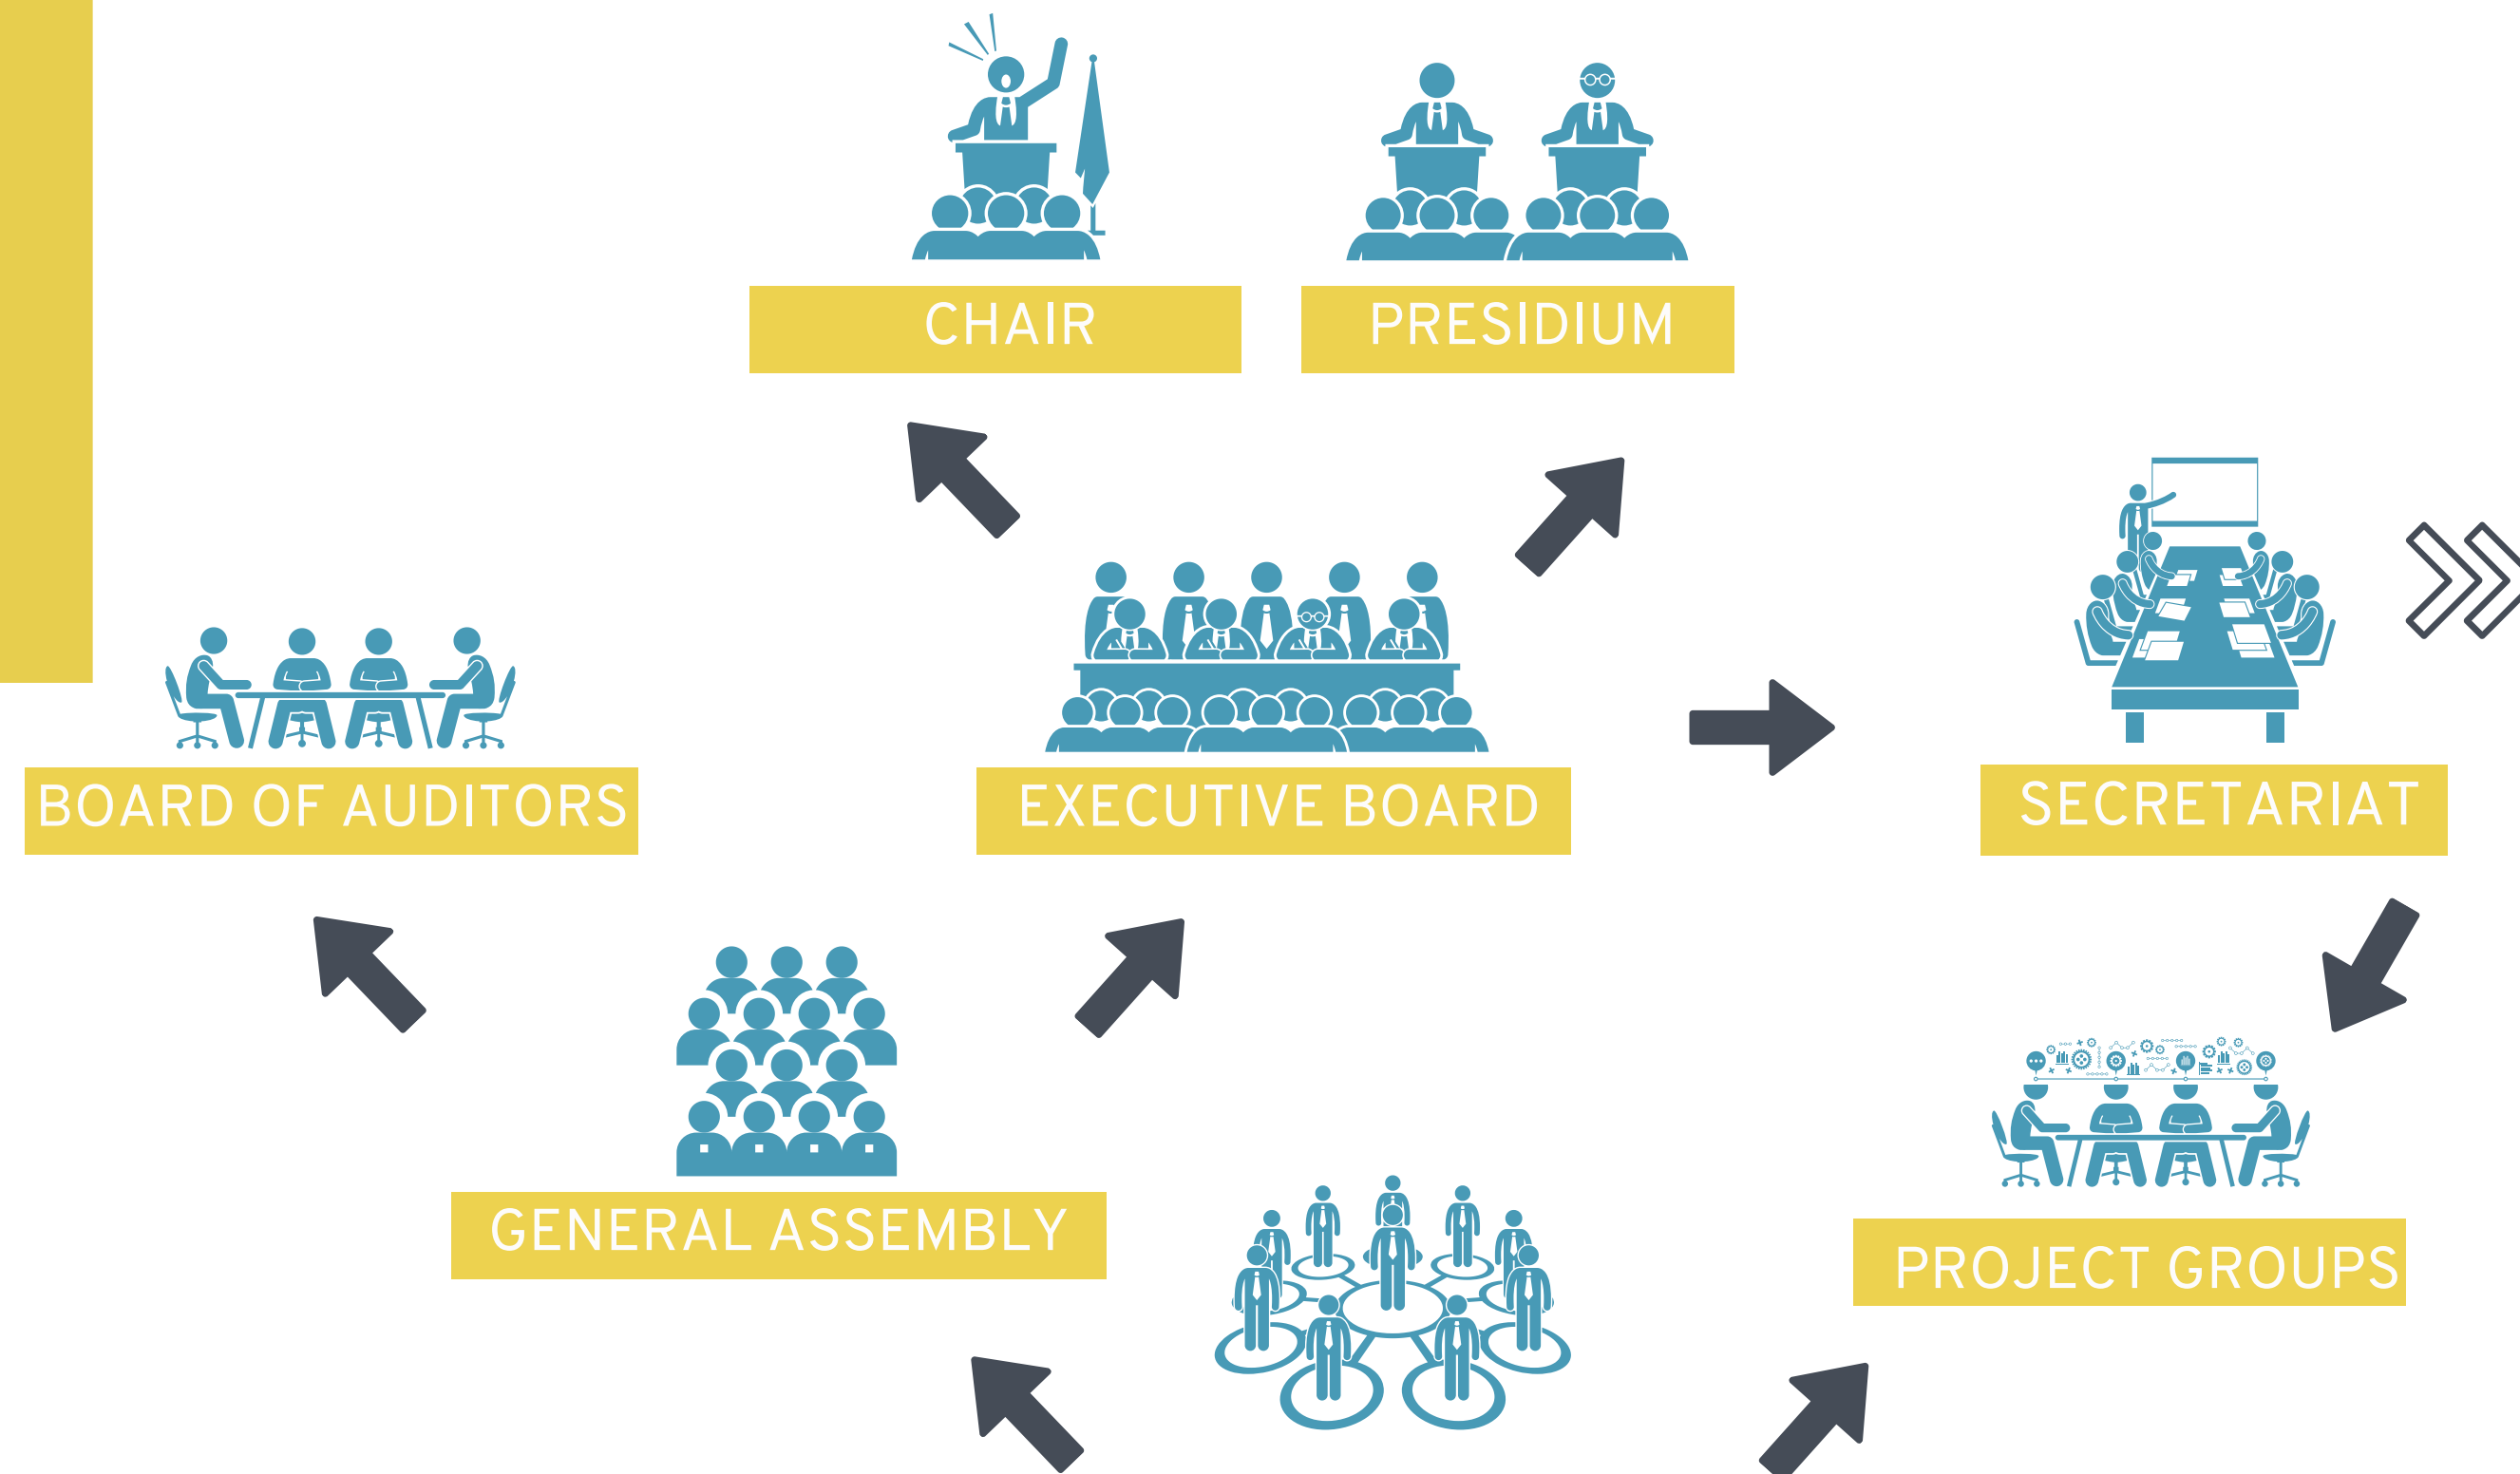 CHAIR
PRESIDIUM
BOARD OF AUDITORS
EXECUTIVE BOARD
SECRETARIAT
GENERAL ASSEMBLY
PROJECT GROUPS